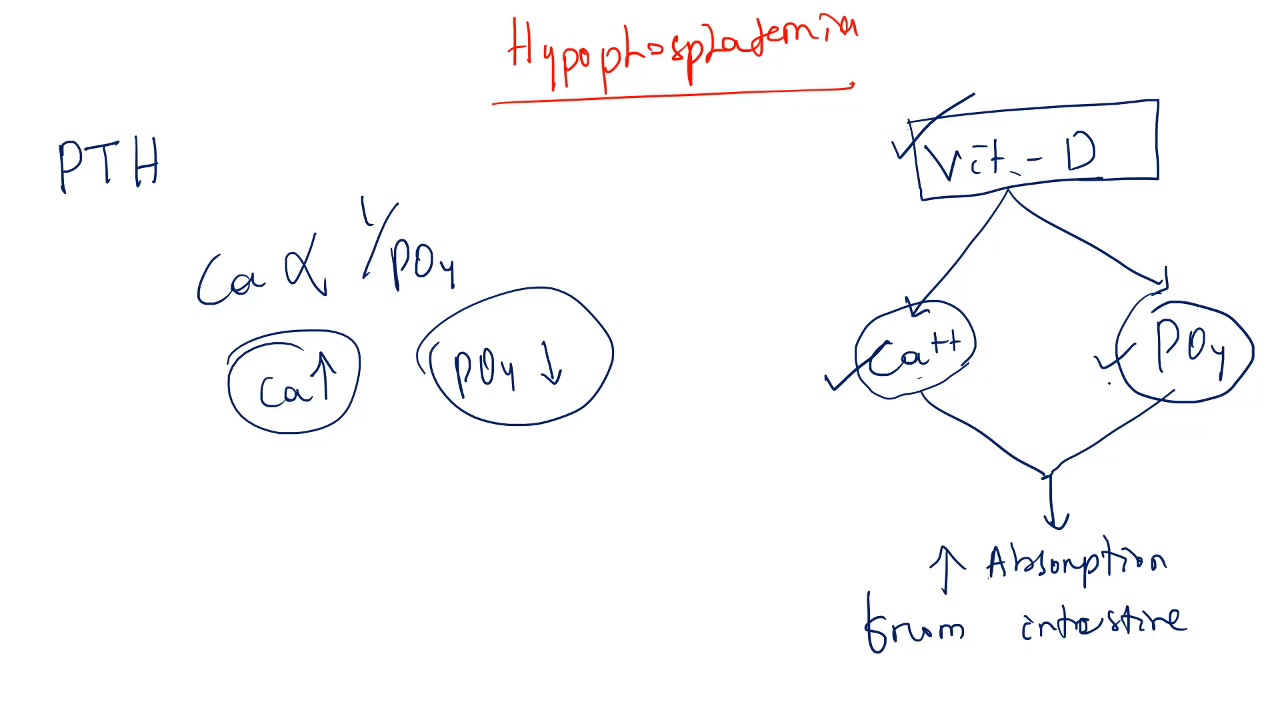 Hypophosphatemia
PTH
Ca ∝ 1/PO4
Ca↑
PO4 ↓
Vit. - D
Ca++
PO4
↑ Absorption
from intestine